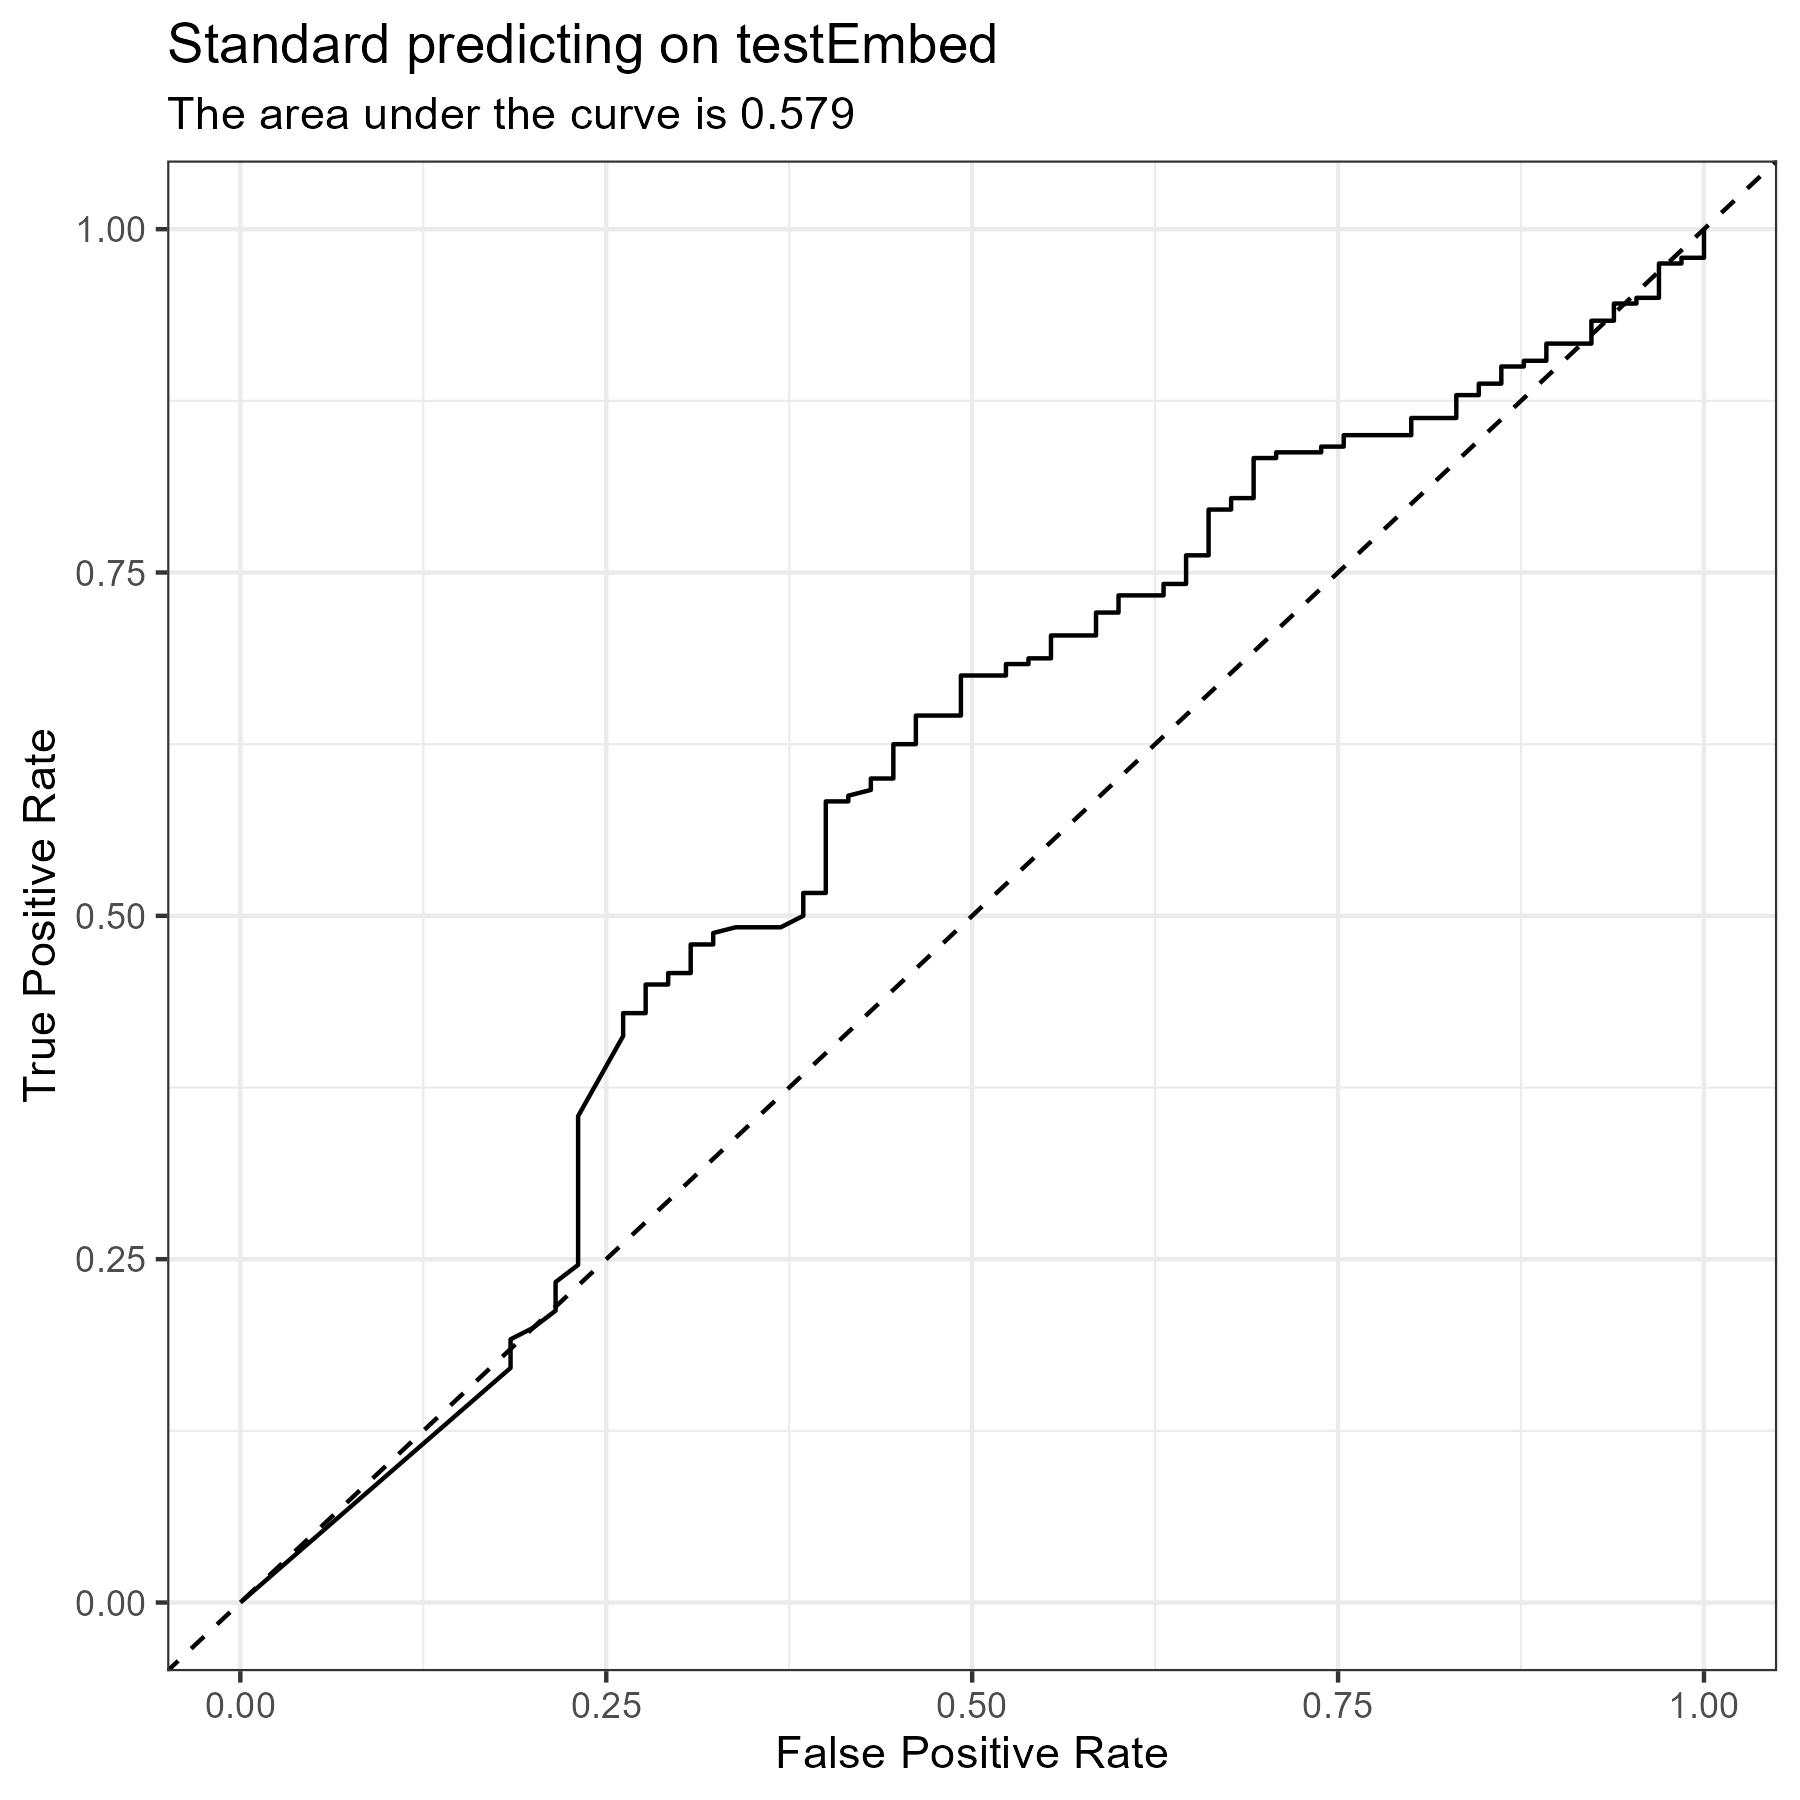 Standard predicting on testEmbed
The area under the curve is 0.579
1.00
0.75
0.50
0.25
0.00
True Positive Rate
0.00 0.25 0.50 0.75 1.00
False Positive Rate